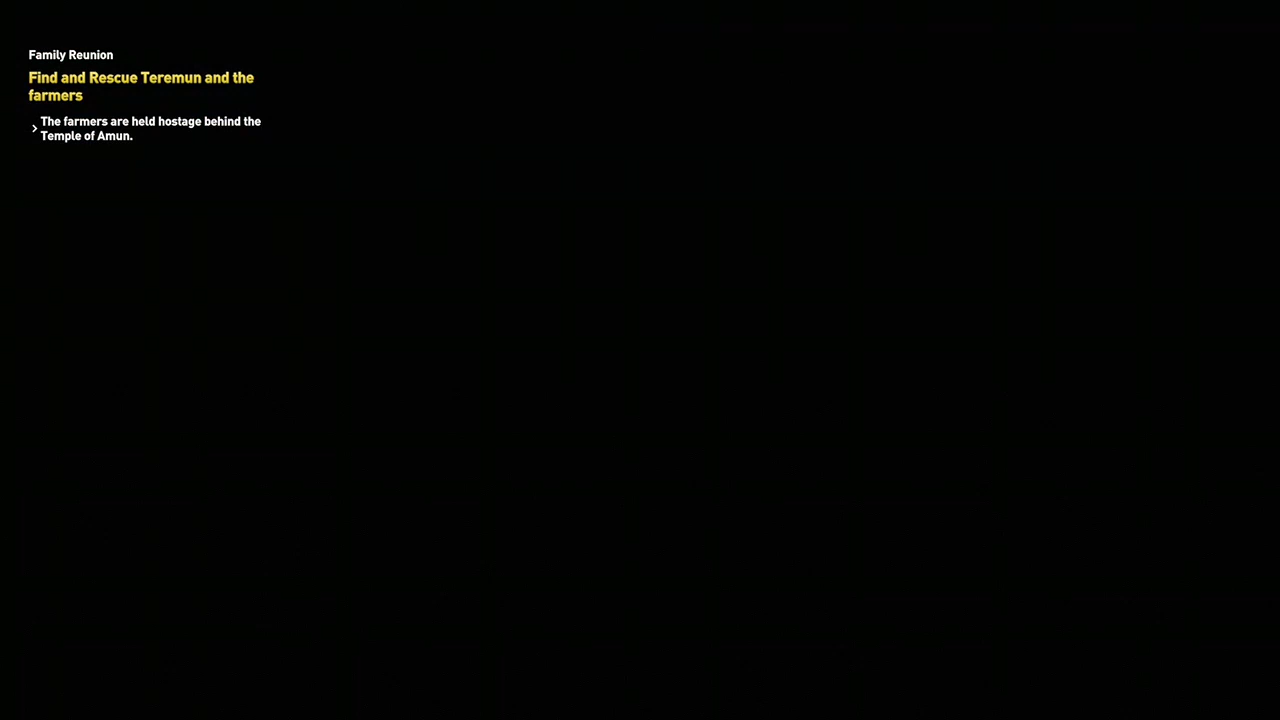 Family Reunion
Find and Rescue Teremun and the
farmers
The farmers are held hostage behind the
Temple of Amun.